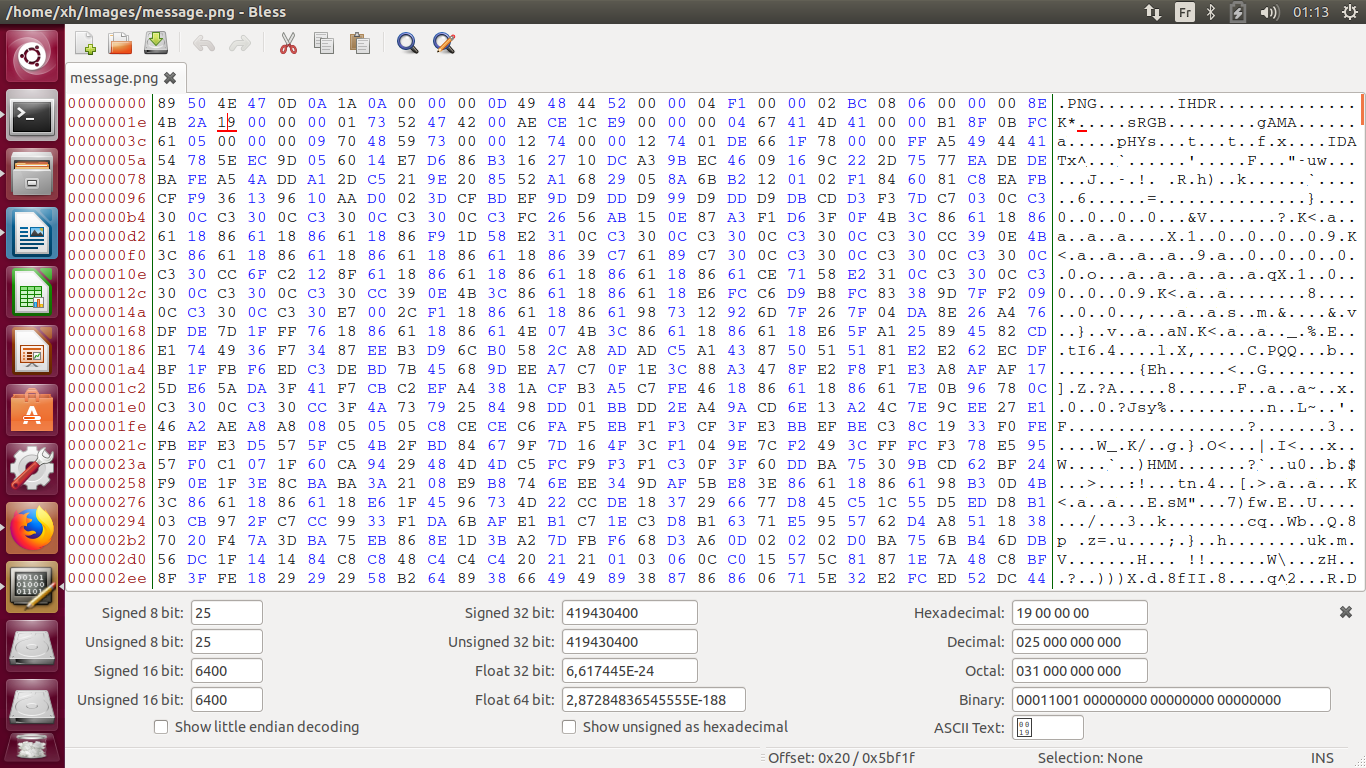 /home/xh/Images/message.png - Bless
Fr
01:13
message.png
00000000 89 50 4E 47 0D 0A 1A 0A 00 00 00 0D 49 48 44 52 00 00 04 F1 00 00 02 BC 08 06 00 00 00 8E .PNG........IHDR..............
0000001e 4B 2A 19 00 00 00 01 73 52 47 42 00 AE CE 1C E9 00 00 00 04 67 41 4D 41 00 00 B1 8F 0B FC K*.....sRGB........gAMA......
0000003c 61 05 00 00 00 09 70 48 59 73 00 00 12 74 00 00 12 74 01 DE 66 1F 78 00 00 FF A5 49 44 41 a.....pHYs...t...t..f.x....IDA
0000005a 54 78 5E EC 9D 05 60 14 E7 D6 86 B3 16 27 10 DC A3 9B EC 46 09 16 9C 22 2D 75 77 EA DE DE Tx^...`......'.....F..."-uw...
00000078 BA FE A5 4A DD A1 2D C5 21 9E 20 85 52 A1 68 29 05 8A 6B B2 12 01 02 F1 84 60 81 C8 EA FB ...J..-.!. .R.h)..k......`....
00000096 CF F9 36 13 96 10 AA D0 02 3D CF BD EF 9D D9 DD D9 99 D9 DD D9 DB CD D3 F3 7D C7 03 0C C3 ..6......=...............}....
000000b4 30 0C C3 30 0C C3 30 0C C3 30 0C C3 FC 26 56 AB 15 0E 87 A3 F1 D6 3F 0F 4B 3C 86 61 18 86 0..0..0..0...&V.......?.K<.a..
000000d2 61 18 86 61 18 86 61 18 86 F9 1D 58 E2 31 0C C3 30 0C C3 30 0C C3 30 0C C3 30 CC 39 0E 4B a..a..a....X.1..0..0..0..0.9.K
000000f0 3C 86 61 18 86 61 18 86 61 18 86 61 18 86 39 C7 61 89 C7 30 0C C3 30 0C C3 30 0C C3 30 0C <.a..a..a..a..9.a..0..0..0..0.
0000010e C3 30 CC 6F C2 12 8F 61 18 86 61 18 86 61 18 86 61 18 86 61 CE 71 58 E2 31 0C C3 30 0C C3 .0.o...a..a..a..a..a.qX.1..0..
0000012c 30 0C C3 30 0C C3 30 CC 39 0E 4B 3C 86 61 18 86 61 18 E6 FC C6 D9 B8 FC 83 38 9D 7F F2 09 0..0..0.9.K<.a..a........8....
0000014a 0C C3 30 0C C3 30 E7 00 2C F1 18 86 61 18 86 61 98 73 12 92 6D 7F 26 7F 04 DA 8E 26 A4 76 ..0..0..,...a..a.s..m.&....&.v
00000168 DF DE 7D 1F FF 76 18 86 61 18 86 61 4E 07 4B 3C 86 61 18 86 61 18 E6 5F A1 25 89 45 82 CD ..}..v..a..aN.K<.a..a.._.%.E..
00000186 E1 74 49 36 F7 34 87 EE B3 D9 6C B0 58 2C A8 AD AD C5 A1 43 87 50 51 51 81 E2 E2 62 EC DF .tI6.4....l.X,.....C.PQQ...b..
000001a4 BF 1F FB F6 ED C3 DE BD 7B 45 68 9D EE A7 C7 0F 1E 3C 88 A3 47 8F E2 F8 F1 E3 A8 AF AF 17 ........{Eh......<..G.........
000001c2 5D E6 5A DA 3F 41 F7 CB C2 EF A4 38 1A CF B3 A5 C7 FE 46 18 86 61 18 86 61 7E 0B 96 78 0C ].Z.?A.....8......F..a..a~..x.
000001e0 C3 30 0C C3 30 CC 3F 4A 73 79 25 84 98 DD 01 BB DD 2E A4 9A CD 6E 13 A2 4C 7E 9C EE 27 E1 .0..0.?Jsy%..........n..L~..'.
000001fe 46 A2 AE A8 A8 08 05 05 05 C8 CE CE C6 FA F5 EB F1 F3 CF 3F E3 BB EF BE C3 8C 19 33 F0 FE F..................?........3..
0000021c FB EF E3 D5 57 5F C5 4B 2F BD 84 67 9F 7D 16 4F 3C F1 04 9E 7C F2 49 3C FF FC F3 78 E5 95 ....W_.K/..g.}.O<...|.I<...x..
0000023a 57 F0 C1 07 1F 60 CA 94 29 48 4D 4D C5 FC F9 F3 F1 C3 0F 3F 60 DD BA 75 30 9B CD 62 BF 24 W....`..)HMM.......?`..u0..b.$
00000258 F9 0E 1F 3E 8C BA BA 3A 21 08 E9 B8 74 6E EE 34 9D AF 5B E8 3E 86 61 18 86 61 98 B3 0D 4B ...>...:!...tn.4..[.>.a..a...K
00000276 3C 86 61 18 86 61 18 E6 1F 45 96 73 4D 22 CC DE 18 37 29 66 77 D8 45 C5 1C 55 D5 ED D8 B1 <.a..a...E.sM"...7)fw.E..U....
00000294 03 CB 97 2F C7 CC 99 33 F1 DA 6B AF E1 B1 C7 1E C3 D8 B1 63 71 E5 95 57 62 D4 A8 51 18 38 .../...3..k........cq..Wb..Q.8
000002b2 70 20 F4 7A 3D BA 75 EB 86 8E 1D 3B A2 7D FB F6 68 D3 A6 0D 02 02 02 D0 BA 75 6B B4 6D DB p .z=.u....;.}..h........uk.m.
000002d0 56 DC 1F 14 14 84 C8 C8 48 C4 C4 C4 20 21 21 01 03 06 0C C0 15 57 5C 81 87 1E 7A 48 C8 BF V.......H... !!......W\...zH..
000002ee 8F 3F FE 18 29 29 29 58 B2 64 89 38 66 49 49 89 38 87 86 86 06 71 5E 32 E2 FC ED 52 DC 44 .?..)))X.d.8fII.8....q^2...R.D
Signed 8 bit: 25 Signed 32 bit: 419430400 Hexadecimal: 19 00 00 00
Unsigned 8 bit: 25 Unsigned 32 bit: 419430400 Decimal: 025 000 000 000
Signed 16 bit: 6400 Float 32 bit: 6,617445E-24 Octal: 031 000 000 000
Unsigned 16 bit: 6400 Float 64 bit: 2,87284836545555E-188 Binary: 00011001 00000000 00000000 00000000
Show little endian decoding Show unsigned as hexadecimal ASCII Text:
Offset: 0x20 / 0x5bf1f Selection: None INS